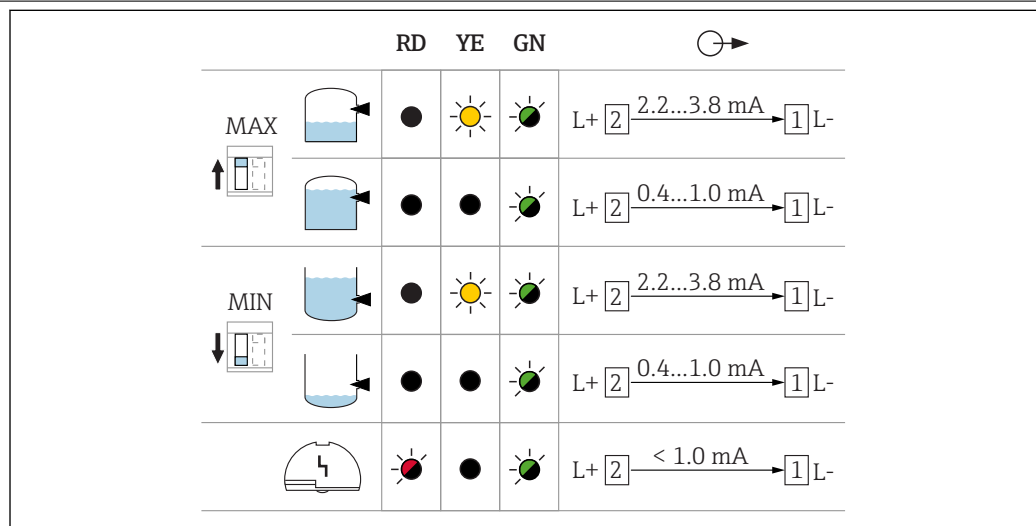 RD YE GN
MAX
L+ 2 2.2...3.8 mA 1 L-
L+ 2 0.4...1.0 mA 1 L-
MIN
L+ 2 2.2...3.8 mA 1 L-
L+ 2 0.4...1.0 mA 1 L-
L+ 2 < 1.0 mA 1 L-